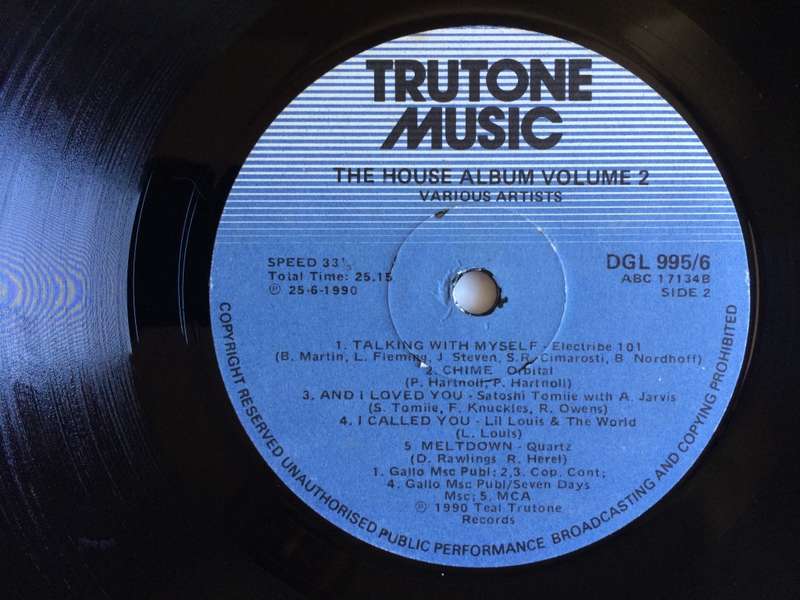 TRUTONE
MUSIC
THE HOUSE ALBUM VOLUME 2
VARIOUS ARTISTS
SPEED 33⅓
Total Time: 25.15
℗ 25-6-1990
DGL 995/6
ABC 17134B
SIDE 2
1. TALKING WITH MYSELF - Electribe 101
(B. Martin, L. Fleming, J. Steven, S.R. Cimarosti, B. Nordhoff)
2. CHIME Orbital
(P. Hartnoll, P. Hartnoll)
3. AND I LOVED YOU - Satoshi Tomiie with A. Jarvis
(S. Tomiie, F. Knuckles, R. Owens)
4. I CALLED YOU - Lil Louis & The World
(L. Louis)
5 MELTDOWN - Quartz
(D. Rawlings R. Herel)
1. Gallo Msc Publ; 2,3. Cop. Cont;
4. Gallo Msc Publ/Seven Days
Msc; 5. MCA
℗ 1990 Teal Trutone
Records
COPYRIGHT RESERVED UNAUTHORISED PUBLIC PERFORMANCE BROADCASTING AND COPYING PROHIBITED